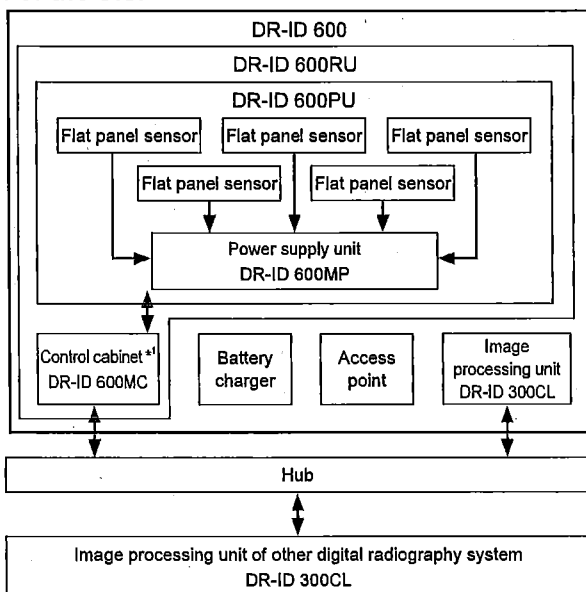 DR-ID 600
DR-ID 600RU
DR-ID 600PU
Flat panel sensor
Flat panel sensor
Flat panel sensor
Flat panel sensor
Flat panel sensor
Power supply unit
DR-ID 600MP
Control cabinet *1
DR-ID 600MC
Battery
charger
Access
point
Image
processing unit
DR-ID 300CL
Hub
Image processing unit of other digital radiography system
DR-ID 300CL